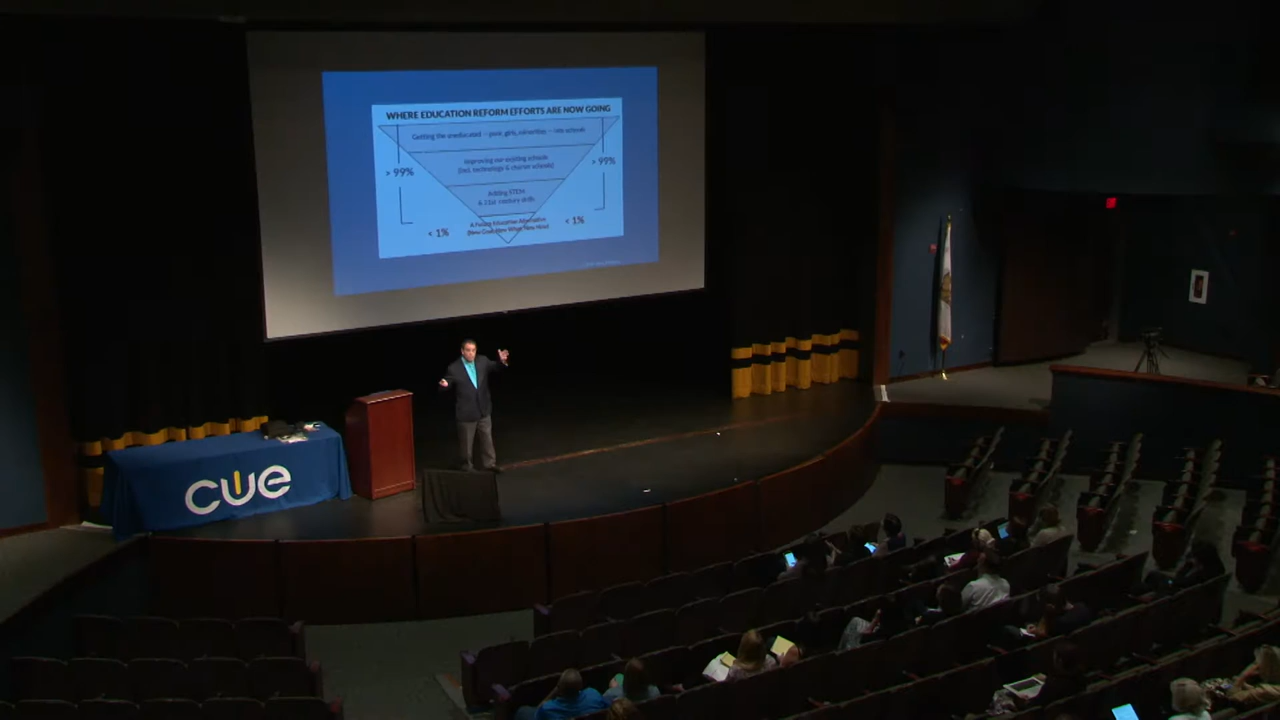 WHERE EDUCATION REFORM EFFORTS ARE NOW GOING
Getting the uneducated -- poor, girls, minorities -- into schools
Improving our existing schools
(incl. technology & charter schools)
> 99%
> 99%
Adding STEM
& 21st century skills
A Future Education Alternative
< 1%
< 1%
cue